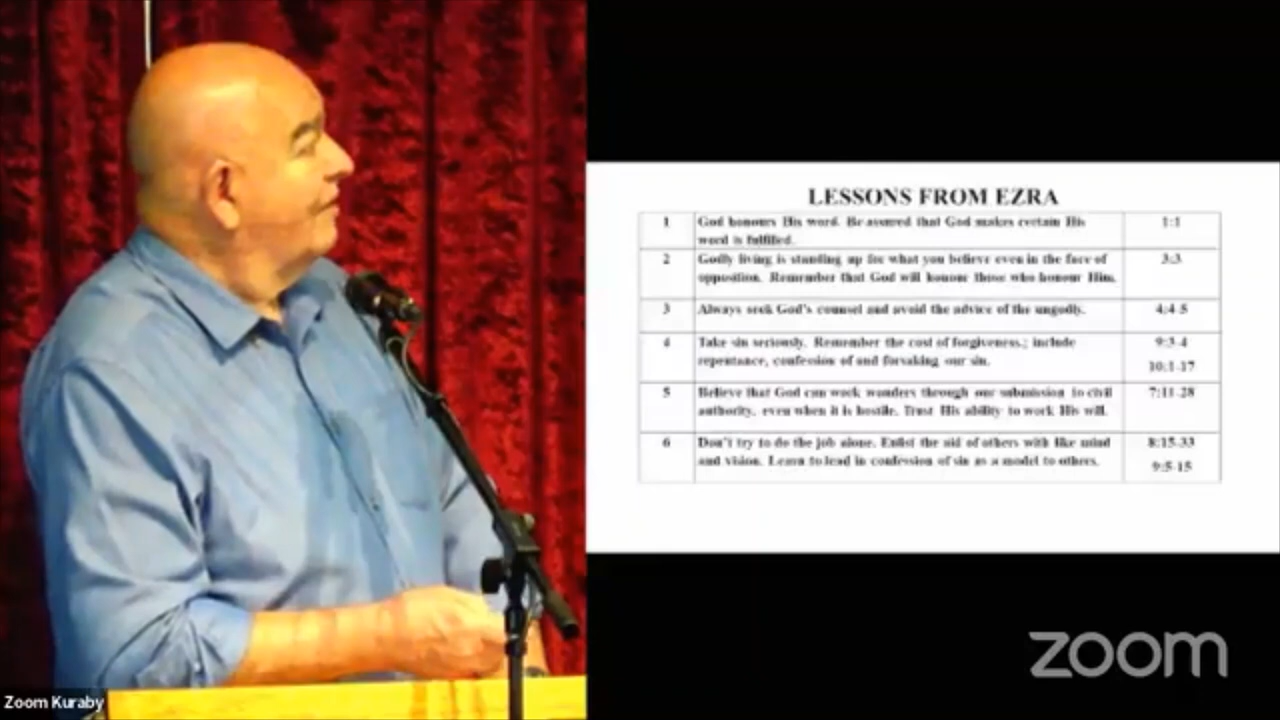 LESSONS FROM EZRA
1 God honours His word. Be assured that God makes certain His 1:1
word is fulfilled.
2 Godly living is standing up for what you believe even in the face of 3:3
opposition. Remember that God will honour those who honour Him.
3 Always seek God's counsel and avoid the advice of the ungodly. 4:4-5
4 Take sin seriously. Remember the cost of forgiveness.; include 9:3-4
repentance, confession of and forsaking our sin. 10:1-17
5 Believe that God can work wonders through our submission to civil 7:11-28
authority, even when it is hostile. Trust His ability to work His will.
6 Don't try to do the job alone. Enlist the aid of others with like mind 8:15-33
and vision. Learn to lead in confession of sin as a model to others. 9:5-15
zoom
Zoom Kuraby